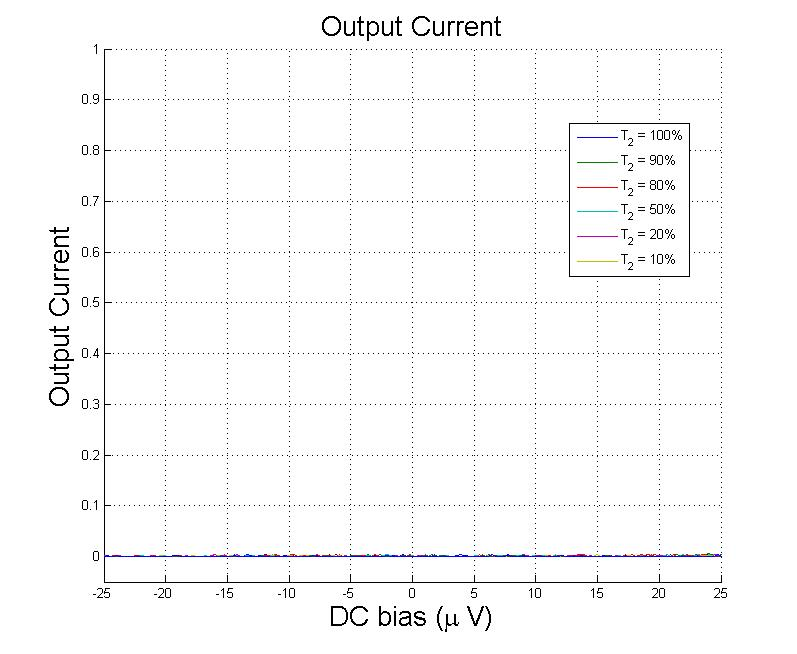 Output Current
1
0.9
0.8
0.7
0.6
0.5
0.4
0.3
0.2
0.1
0
Output Current
T2 = 100%
T2 = 90%
T2 = 80%
T2 = 50%
T2 = 20%
T2 = 10%
-25 -20 -15 -10 -5 0 5 10 15 20 25
DC bias (μ V)